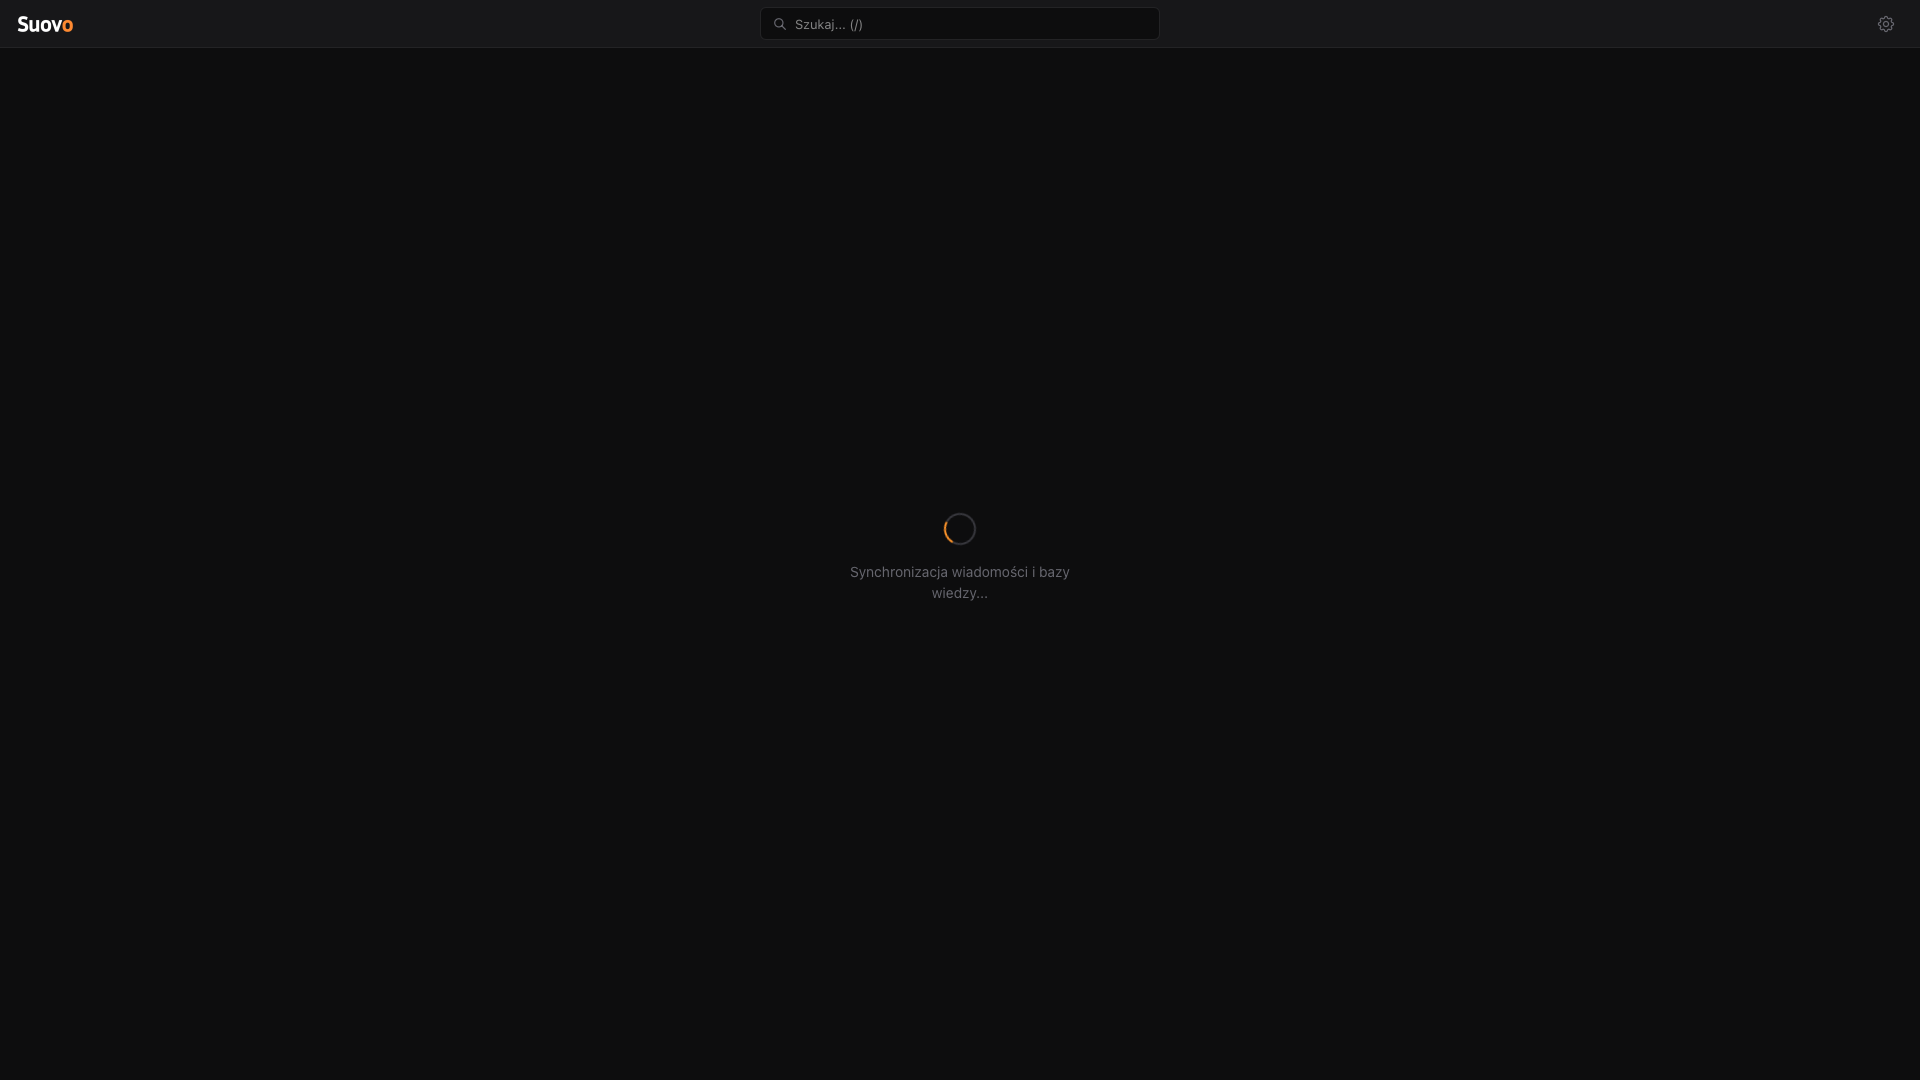 Suovo
Szukaj... (/)
Synchronizacja wiadomości i bazy
wiedzy...